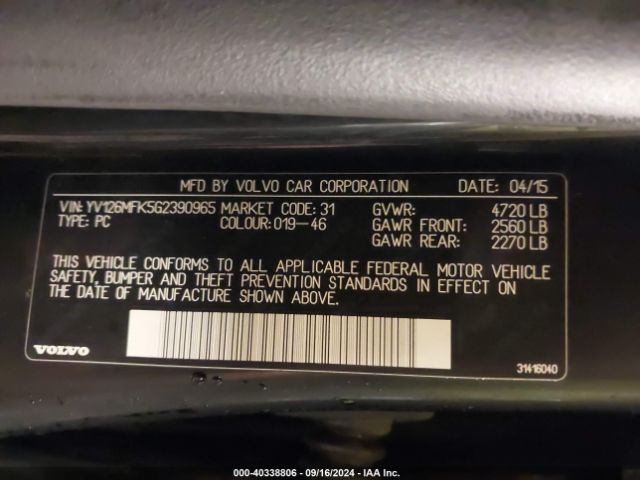 MFD BY VOLVO CAR CORPORATION DATE: 04/15
VIN: YV126MFK5G2390965 MARKET CODE: 31 GVWR: 4720 LB
TYPE: PC COLOUR: 019-46 GAWR FRONT: 2560 LB
GAWR REAR: 2270 LB
THIS VEHICLE CONFORMS TO ALL APPLICABLE FEDERAL MOTOR VEHICLE
SAFETY, BUMPER AND THEFT PREVENTION STANDARDS IN EFFECT ON
THE DATE OF MANUFACTURE SHOWN ABOVE.
VOLVO
31416040
000-40338806 - 09/16/2024 - IAA Inc.